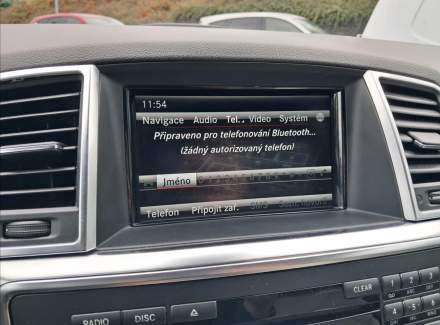 11:54
Navigace Audio Tel. Video Systém
Připraveno pro telefonování Bluetooth...
(žádný autorizovaný telefon)
Jméno
Telefon Připojit zař. SMS
RADIO DISC CLEAR